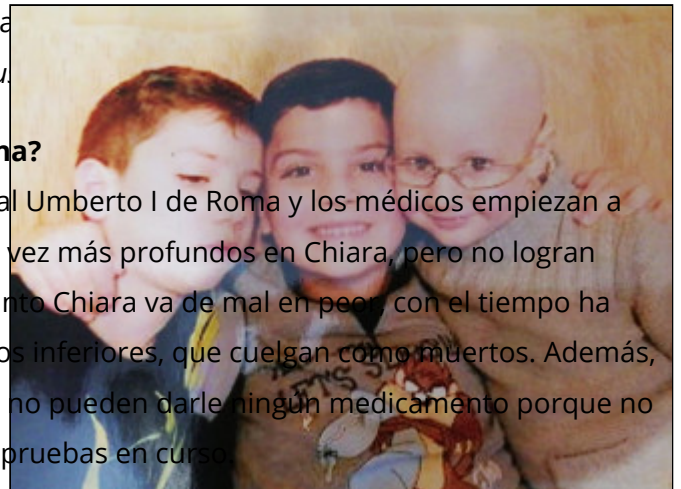 na?
al Umberto I de Roma y los médicos empiezan a
vez más profundos en Chiara, pero no logran
nto Chiara va de mal en peor, con el tiempo ha
os inferiores, que cuelgan como muertos. Además,
no pueden darle ningún medicamento porque no
pruebas en curso.